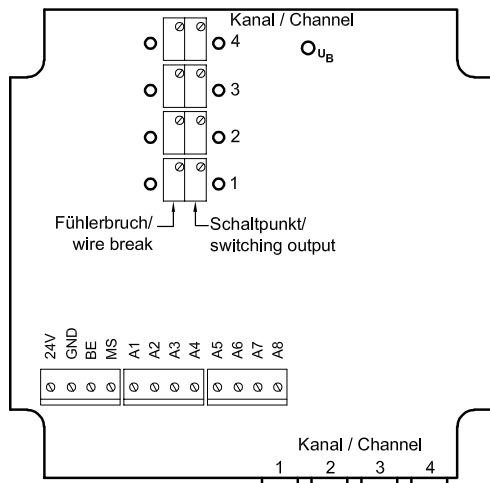 Kanal / Channel
4
U_B
3
2
1
Fühlerbruch/
wire break
Schaltpunkt/
switching output
24V
GND
BE
MS
A1
A2
A3
A4
A5
A6
A7
A8
Kanal / Channel
1 2 3 4